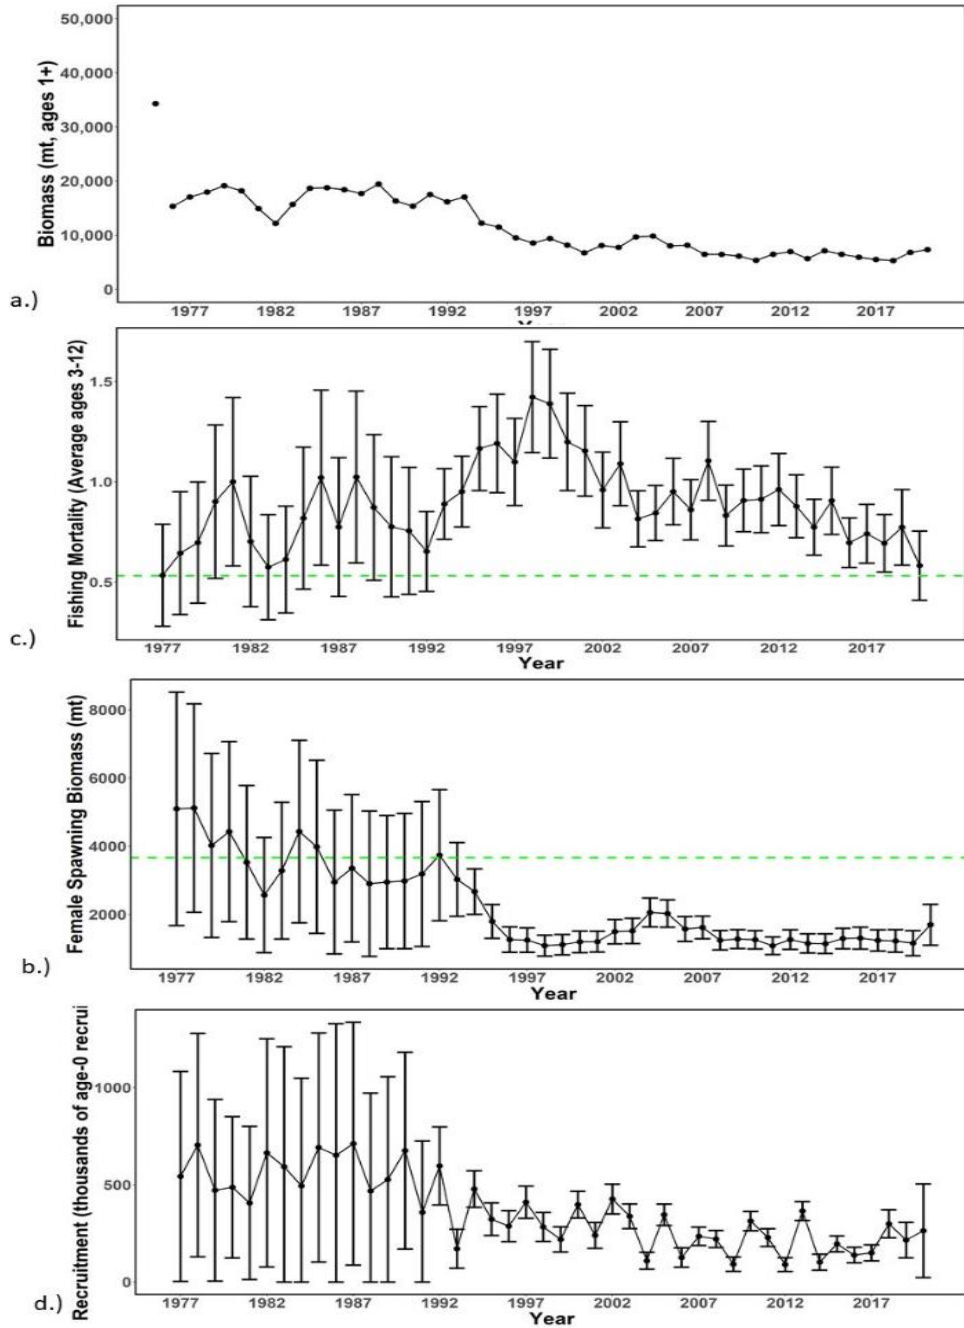 50,000
40,000
30,000
20,000
10,000
0
Biomass (mt, ages 1+)
a.)
1977 1982 1987 1992 1997 2002 2007 2012 2017
1.5
1.0
0.5
Fishing Mortality (Average ages 3-12)
c.)
1977 1982 1987 1992 1997 2002 2007 2012 2017
Year
8000
6000
4000
2000
Female Spawning Biomass (mt)
b.)
1977 1982 1987 1992 1997 2002 2007 2012 2017
Year
1000
500
0
Recruitment (thousands of age-0 recrui
d.)
1977 1982 1987 1992 1997 2002 2007 2012 2017
Year